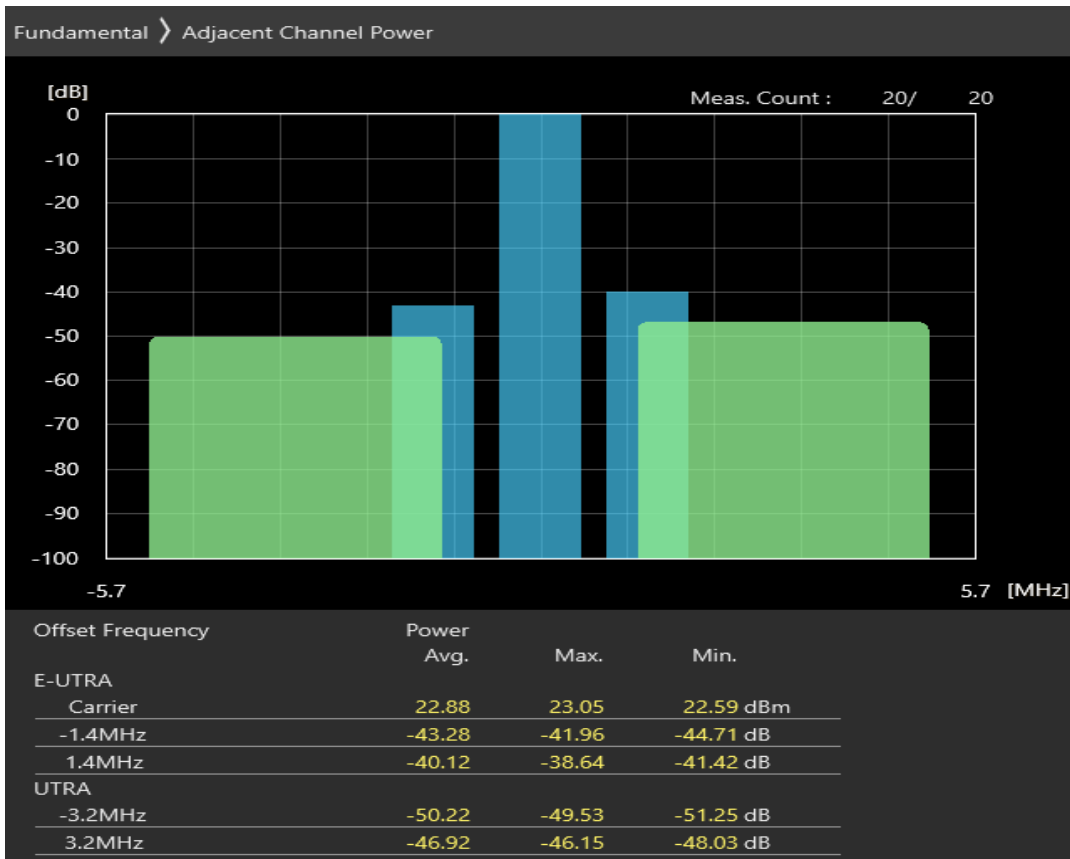 Fundamental 〉 Adjacent Channel Power
[dB]
Meas. Count : 20/ 20
0
-10
-20
-30
-40
-50
-60
-70
-80
-90
-100
-5.7 5.7 [MHz]
Offset Frequency Power
Avg. Max. Min.
E-UTRA
Carrier 22.88 23.05 22.59 dBm
-1.4MHz -43.28 -41.96 -44.71 dB
1.4MHz -40.12 -38.64 -41.42 dB
UTRA
-3.2MHz -50.22 -49.53 -51.25 dB
3.2MHz -46.92 -46.15 -48.03 dB